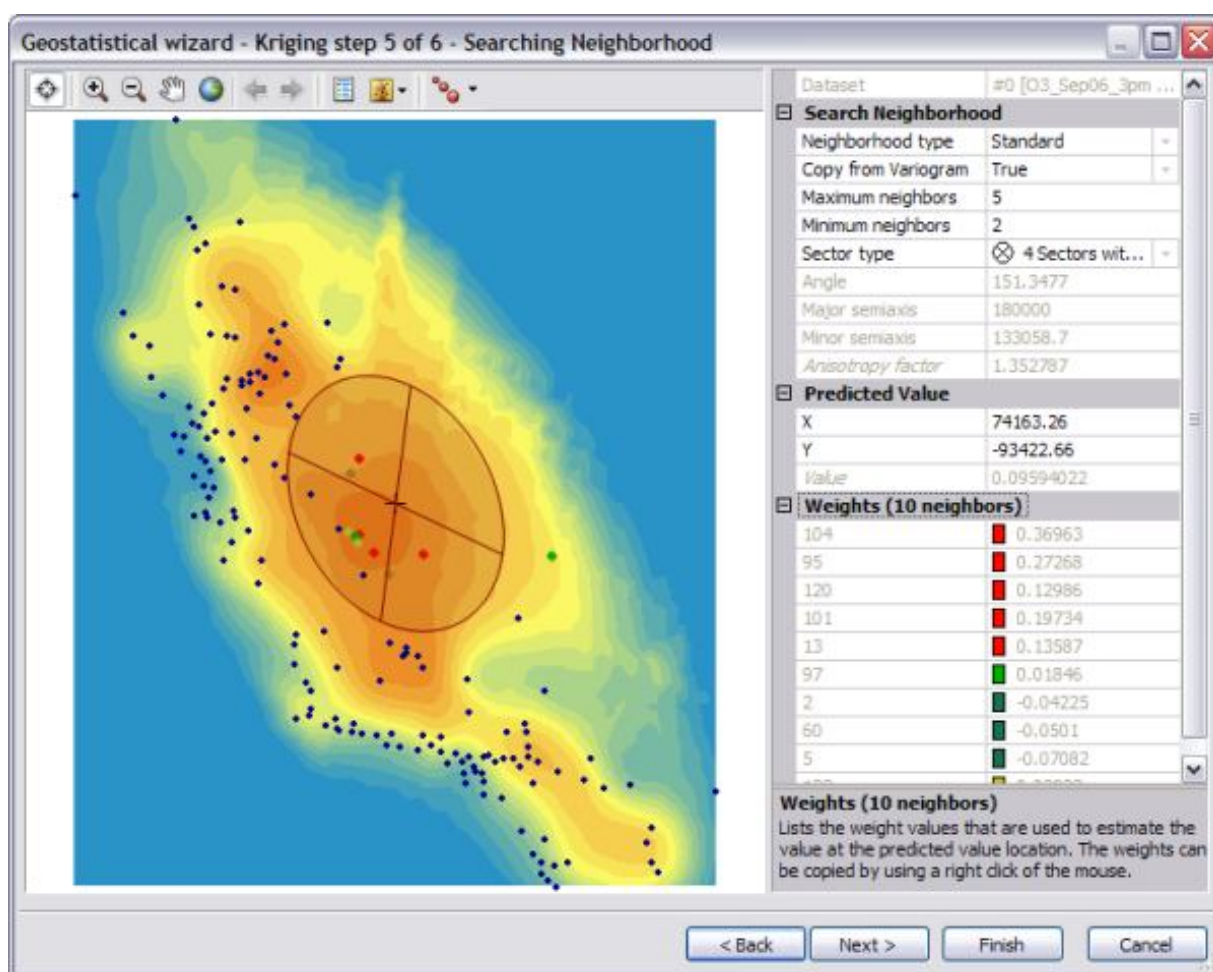 Geostatistical wizard - Kriging step 5 of 6 - Searching Neighborhood
Dataset #0 [O3_Sep06_3pm ...
Search Neighborhood
Neighborhood type Standard
Copy from Variogram True
Maximum neighbors 5
Minimum neighbors 2
Sector type 4 Sectors wit...
Angle 151.3477
Major semiaxis 180000
Minor semiaxis 133058.7
Anisotropy factor 1.352787
Predicted Value
X 74163.26
Y -93422.66
Value 0.09594022
Weights (10 neighbors)
104 0.36963
95 0.27268
120 0.12986
101 0.19734
13 0.13587
97 0.01846
2 -0.04225
60 -0.0501
5 -0.07082
Weights (10 neighbors)
Lists the weight values that are used to estimate the
value at the predicted value location. The weights can
be copied by using a right click of the mouse.
< Back Next > Finish Cancel